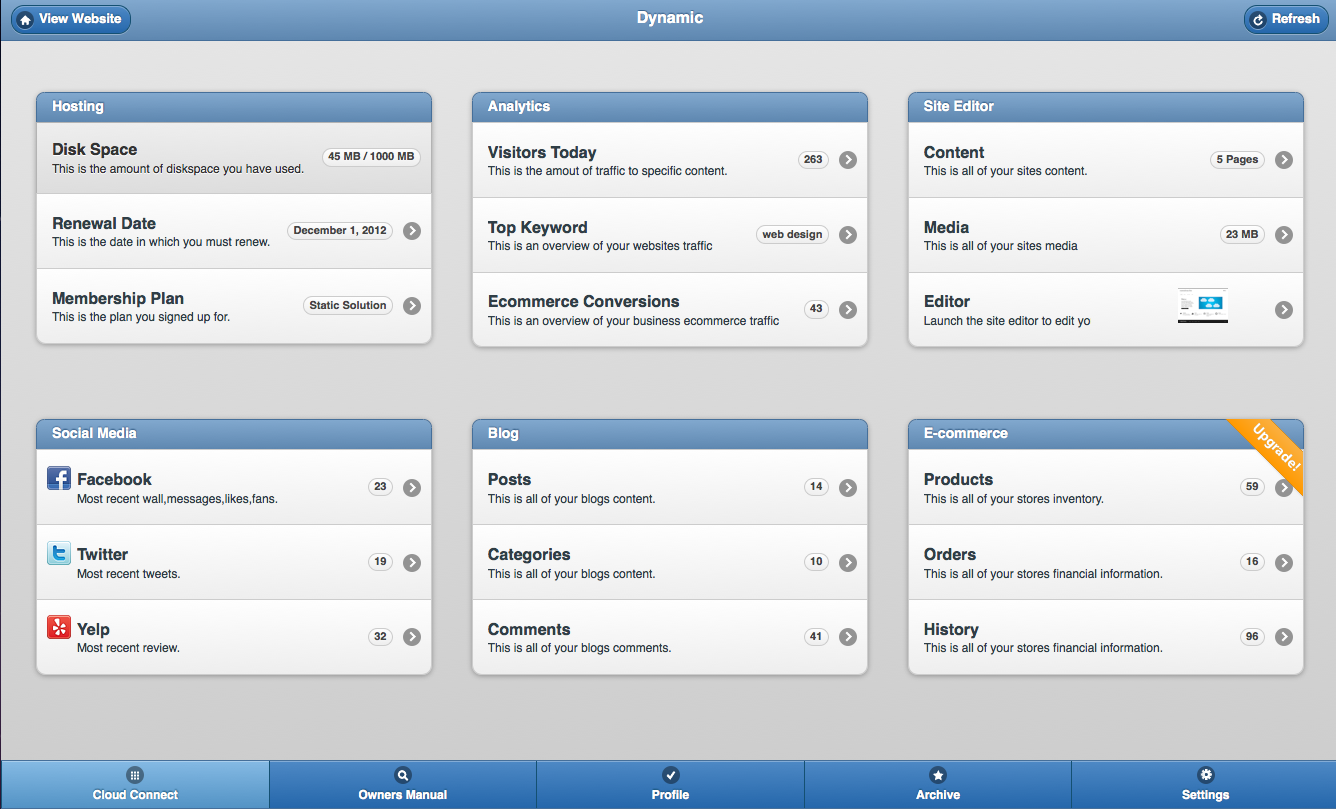 View Website
Dynamic
Refresh
Hosting
Disk Space
This is the amount of diskspace you have used.
45 MB / 1000 MB
Renewal Date
This is the date in which you must renew.
December 1, 2012
Membership Plan
This is the plan you signed up for.
Static Solution
Analytics
Visitors Today
This is the amout of traffic to specific content.
263
Top Keyword
This is an overview of your websites traffic
web design
Ecommerce Conversions
This is an overview of your business ecommerce traffic
43
Site Editor
Content
This is all of your sites content.
5 Pages
Media
This is all of your sites media
23 MB
Editor
Launch the site editor to edit yo
Social Media
Facebook
Most recent wall,messages,likes,fans.
23
Twitter
Most recent tweets.
19
Yelp
Most recent review.
32
Blog
Posts
This is all of your blogs content.
14
Categories
This is all of your blogs content.
10
Comments
This is all of your blogs comments.
41
E-commerce
Upgrade!
Products
This is all of your stores inventory.
59
Orders
This is all of your stores financial information.
16
History
This is all of your stores financial information.
96
Cloud Connect
Owners Manual
Profile
Archive
Settings